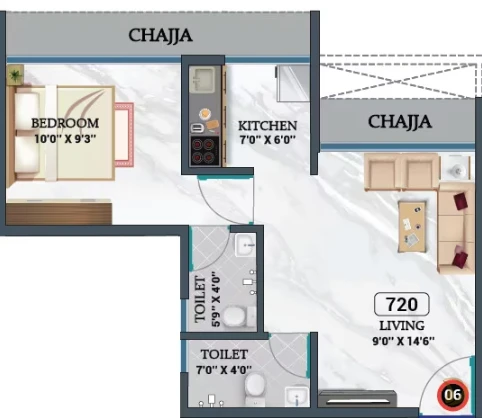 CHAJJA
BEDROOM
10'0" X 9'3"
KITCHEN
7'0" X 6'0"
CHAJJA
TOILET
5'9" X 4'0"
720
LIVING
9'0" X 14'6"
TOILET
7'0" X 4'0"
06